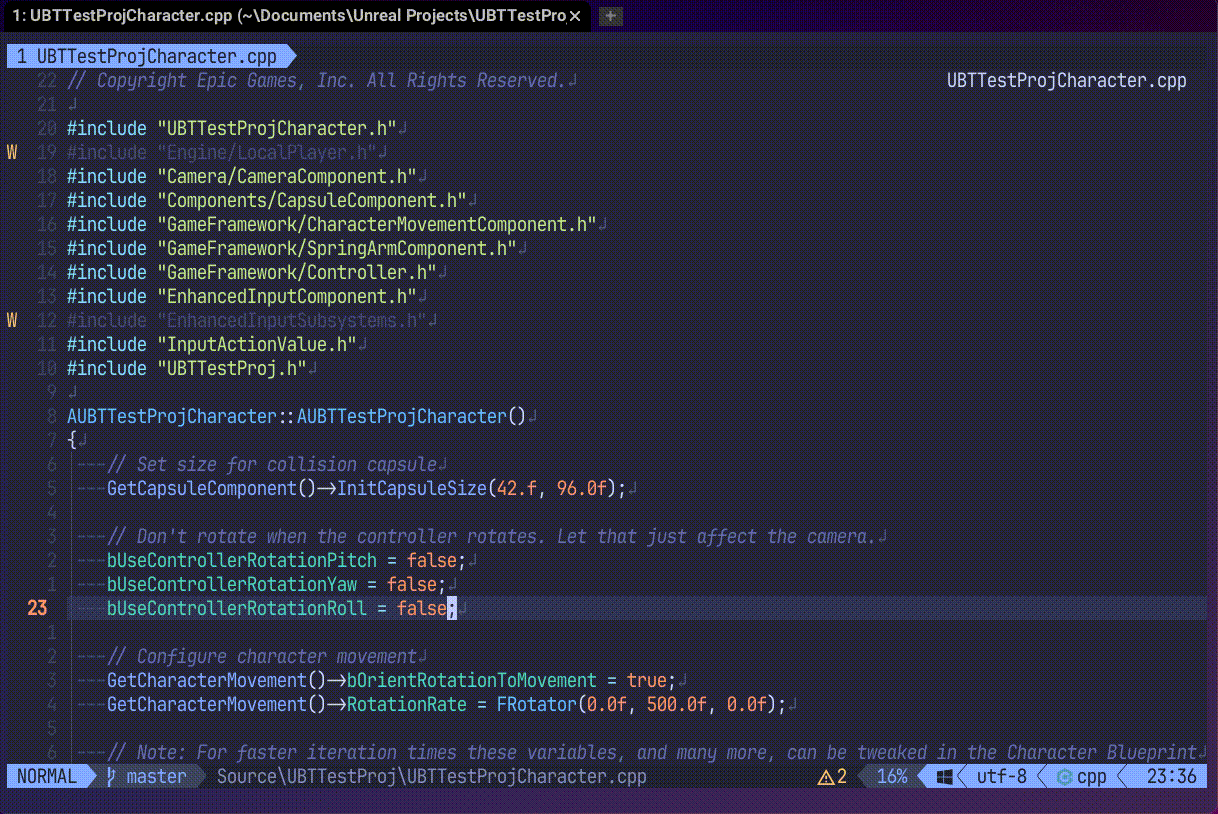 1: UBTTestProjCharacter.cpp (~\Documents\Unreal Projects\UBTTestPro × +
1 UBTTestProjCharacter.cpp
22 // Copyright Epic Games, Inc. All Rights Reserved.↲ UBTTestProjCharacter.cpp
21 ↲
20 #include "UBTTestProjCharacter.h"↲
W 19 #include "Engine/LocalPlayer.h"↲
18 #include "Camera/CameraComponent.h"↲
17 #include "Components/CapsuleComponent.h"↲
16 #include "GameFramework/CharacterMovementComponent.h"↲
15 #include "GameFramework/SpringArmComponent.h"↲
14 #include "GameFramework/Controller.h"↲
13 #include "EnhancedInputComponent.h"↲
W 12 #include "EnhancedInputSubsystems.h"↲
11 #include "InputActionValue.h"↲
10 #include "UBTTestProj.h"↲
9 ↲
8 AUBTTestProjCharacter::AUBTTestProjCharacter()↲
7 {↲
6 ---// Set size for collision capsule↲
5 ---GetCapsuleComponent()->InitCapsuleSize(42.f, 96.0f);↲
4
3 ---// Don't rotate when the controller rotates. Let that just affect the camera.↲
2 ---bUseControllerRotationPitch = false;↲
1 ---bUseControllerRotationYaw = false;↲
23 bUseControllerRotationRoll = false;↲
1
2 ---// Configure character movement↲
3 ---GetCharacterMovement()->bOrientRotationToMovement = true;↲
4 ---GetCharacterMovement()->RotationRate = FRotator(0.0f, 500.0f, 0.0f);↲
5
6 ---// Note: For faster iteration times these variables, and many more, can be tweaked in the Character Blueprint↲
NORMAL master Source\UBTTestProj\UBTTestProjCharacter.cpp ⚠2 16% utf-8 cpp 23:36